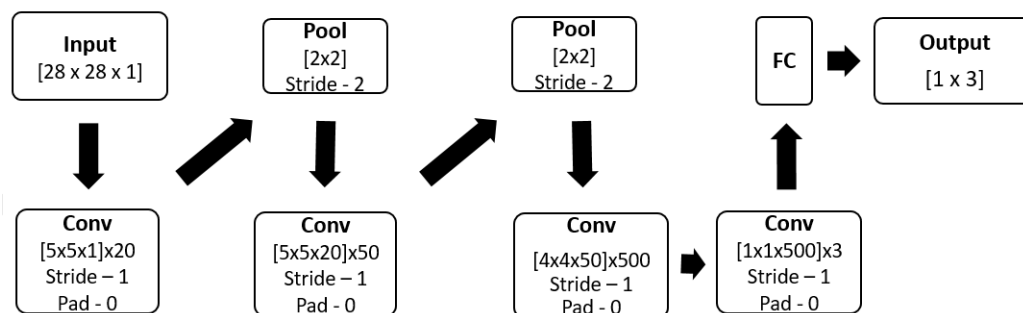 Input
[28 x 28 x 1]
Conv
[5x5x1]x20
Stride – 1
Pad - 0
Pool
[2x2]
Stride - 2
Conv
[5x5x20]x50
Stride – 1
Pad - 0
Pool
[2x2]
Stride - 2
Conv
[4x4x50]x500
Stride – 1
Pad - 0
Conv
[1x1x500]x3
Stride – 1
Pad - 0
FC
Output
[1 x 3]